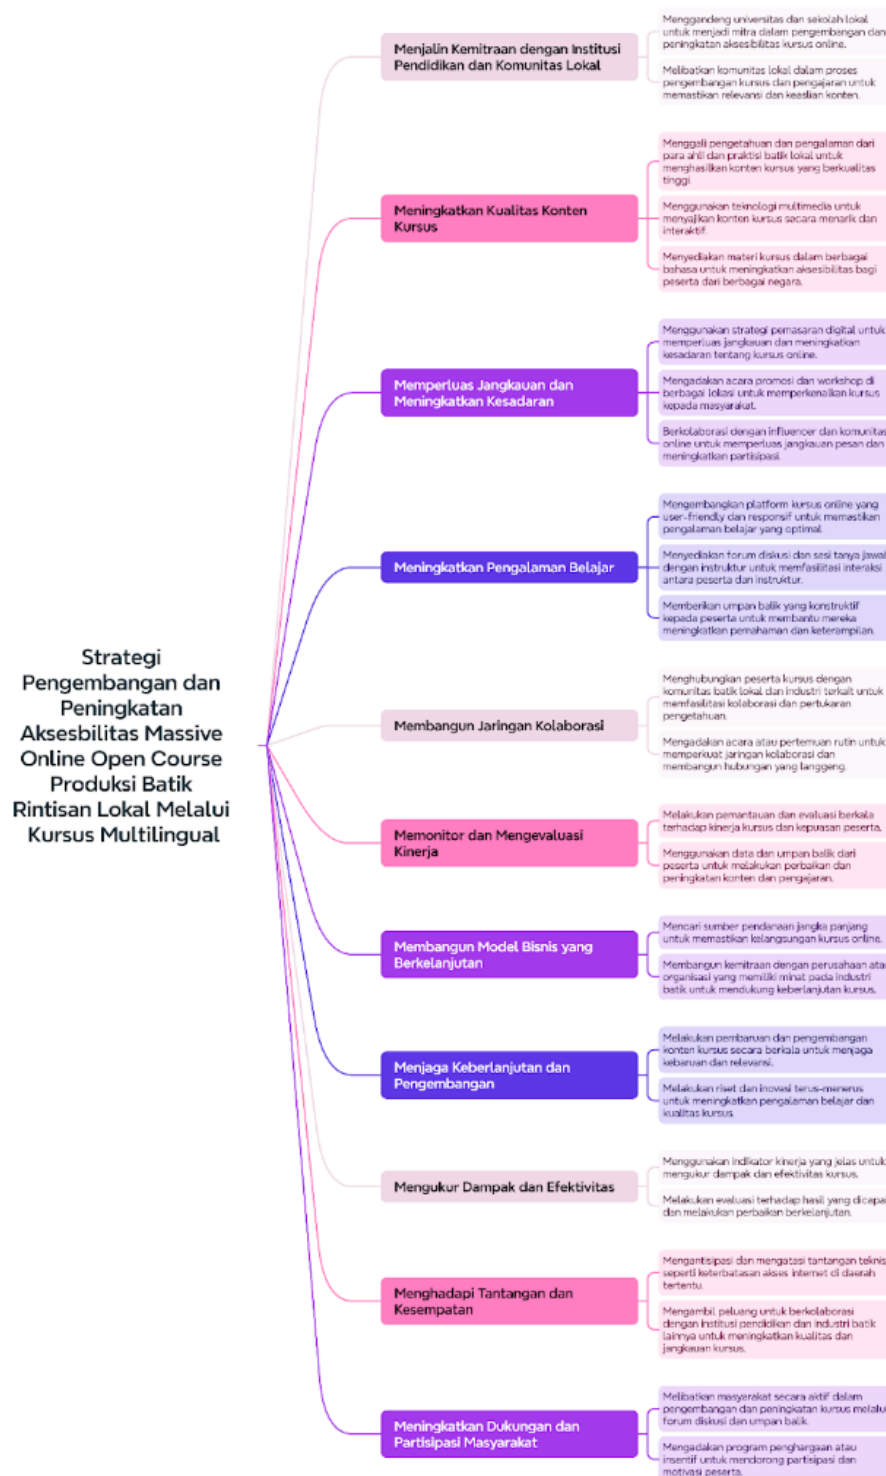 Strategi
Pengembangan dan
Peningkatan
Aksesbilitas Massive
Online Open Course
Produksi Batik
Rintisan Lokal Melalui
Kursus Multilingual
Menjalin Kemitraan dengan Institusi
Pendidikan dan Komunitas Lokal
Menggandeng universitas dan sekolah lokal
untuk menjadi mitra dalam pengembangan dan
peningkatan aksesibilitas kursus online.
Melibatkan komunitas lokal dalam proses
pengembangan kursus dan pengajaran untuk
memastikan relevansi dan keaslian konten.
Meningkatkan Kualitas Konten
Kursus
Menggali pengetahuan dan pengalaman dari
para ahli dan praktisi batik lokal untuk
menghasilkan konten kursus yang berkualitas
tinggi.
Menggunakan teknologi multimedia untuk
menyajikan konten kursus secara menarik dan
interaktif.
Menyediakan materi kursus dalam berbagai
bahasa untuk meningkatkan aksesibilitas bagi
peserta dari berbagai negara.
Memperluas Jangkauan dan
Meningkatkan Kesadaran
Menggunakan strategi pemasaran digital untuk
memperluas jangkauan dan meningkatkan
kesadaran tentang kursus online.
Mengadakan acara promosi dan workshop di
berbagai lokasi untuk memperkenalkan kursus
kepada masyarakat.
Berkolaborasi dengan influencer dan komunitas
online untuk memperluas jangkauan pesan dan
meningkatkan partisipasi.
Meningkatkan Pengalaman Belajar
Mengembangkan platform kursus online yang
user-friendly dan responsif untuk memastikan
pengalaman belajar yang optimal.
Menyediakan forum diskusi dan sesi tanya jawab
dengan instruktur untuk memfasilitasi interaksi
antara peserta dan instruktur.
Memberikan umpan balik yang konstruktif
kepada peserta untuk membantu mereka
meningkatkan pemahaman dan keterampilan.
Membangun Jaringan Kolaborasi
Menghubungkan peserta kursus dengan
komunitas batik lokal dan industri terkait untuk
memfasilitasi kolaborasi dan pertukaran
pengetahuan.
Mengadakan acara atau pertemuan rutin untuk
memperkuat jaringan kolaborasi dan
membangun hubungan yang langgeng.
Memonitor dan Mengevaluasi
Kinerja
Melakukan pemantauan dan evaluasi berkala
terhadap kinerja kursus dan kepuasan peserta.
Menggunakan data dan umpan balik dari
peserta untuk melakukan perbaikan dan
peningkatan konten dan pengajaran.
Membangun Model Bisnis yang
Berkelanjutan
Mencari sumber pendanaan jangka panjang
untuk memastikan kelangsungan kursus online.
Membangun kemitraan dengan perusahaan ata
organisasi yang memiliki minat pada industri
batik untuk mendukung keberlanjutan kursus.
Menjaga Keberlanjutan dan
Pengembangan
Melakukan pembaruan dan pengembangan
konten kursus secara berkala untuk menjaga
kebaruan dan relevansi.
Melakukan riset dan inovasi terus-menerus
untuk meningkatkan pengalaman belajar dan
kualitas kursus.
Mengukur Dampak dan Efektivitas
Menggunakan indikator kinerja yang jelas untuk
mengukur dampak dan efektivitas kursus.
Melakukan evaluasi terhadap hasil yang dicapa
dan melakukan perbaikan berkelanjutan.
Menghadapi Tantangan dan
Kesempatan
Mengantisipasi dan mengatasi tantangan teknis
seperti keterbatasan akses internet di daerah
tertentu.
Mengambil peluang untuk berkolaborasi
dengan institusi pendidikan dan industri batik
lainnya untuk meningkatkan kualitas dan
jangkauan kursus.
Meningkatkan Dukungan dan
Partisipasi Masyarakat
Melibatkan masyarakat secara aktif dalam
pengembangan dan peningkatan kursus melalui
forum diskusi dan umpan balik.
Mengadakan program penghargaan atau
insentif untuk mendorong partisipasi dan
motivasi peserta.